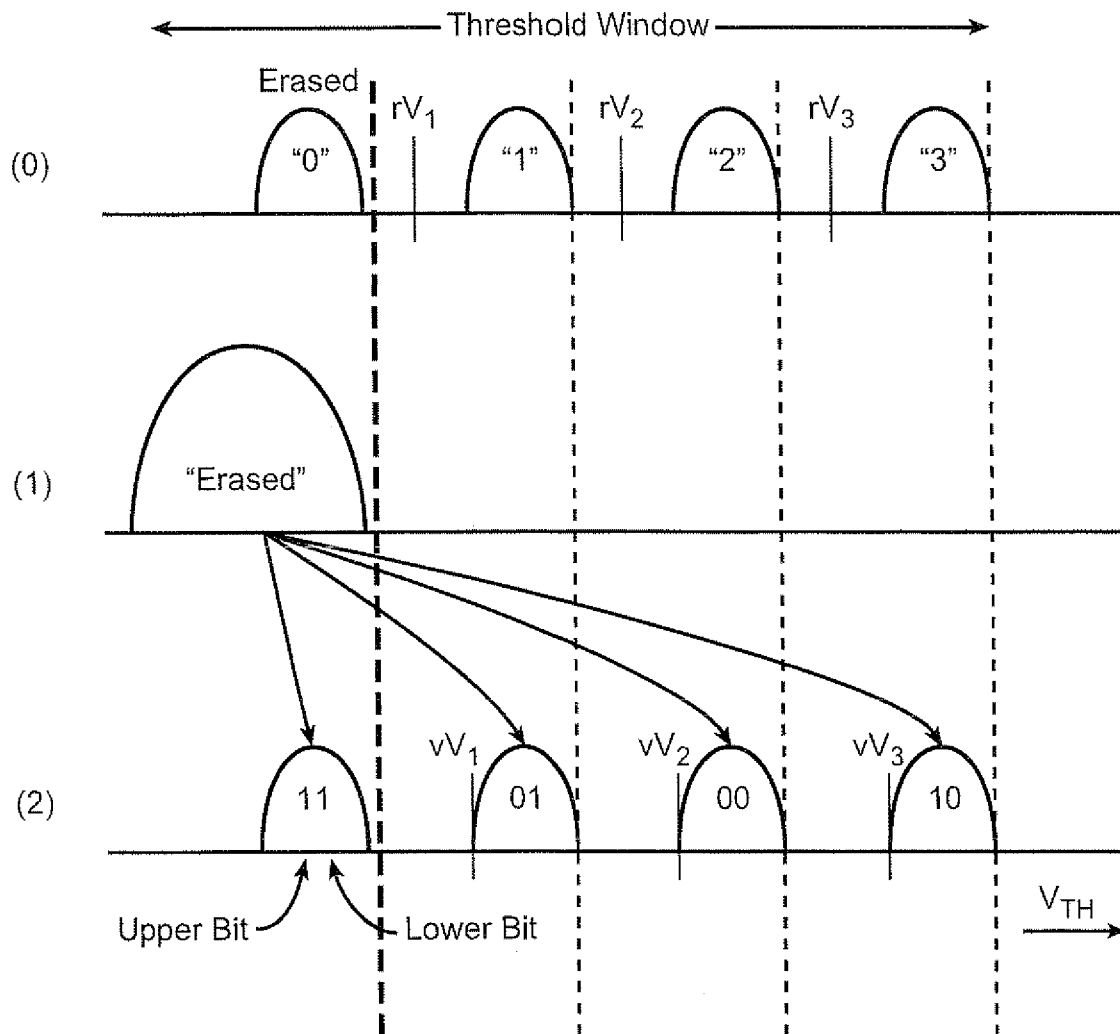 Threshold Window
Erased
rV1 rV2 rV3
(0) "0" "1" "2" "3"
(1) "Erased"
vV1 vV2 vV3
(2) 11 01 00 10
Upper Bit Lower Bit VTH